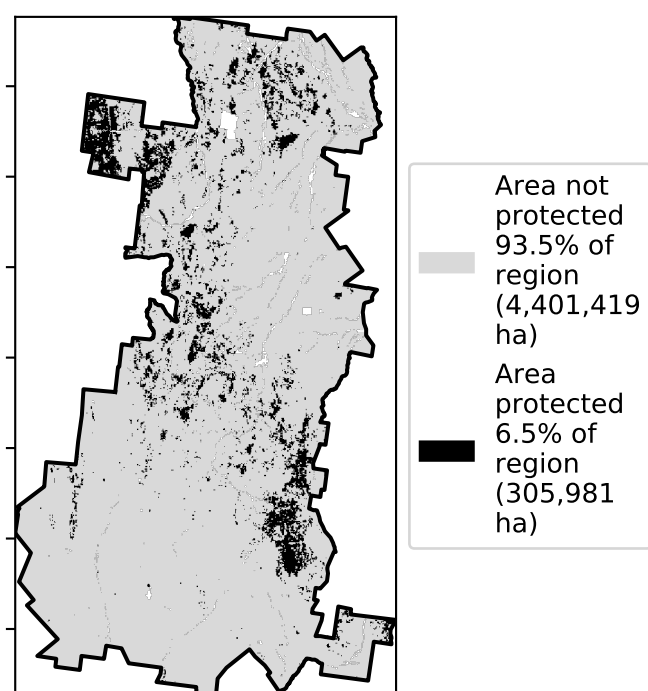 Area not
protected
93.5% of
region
(4,401,419
ha)
Area
protected
6.5% of
region
(305,981
ha)